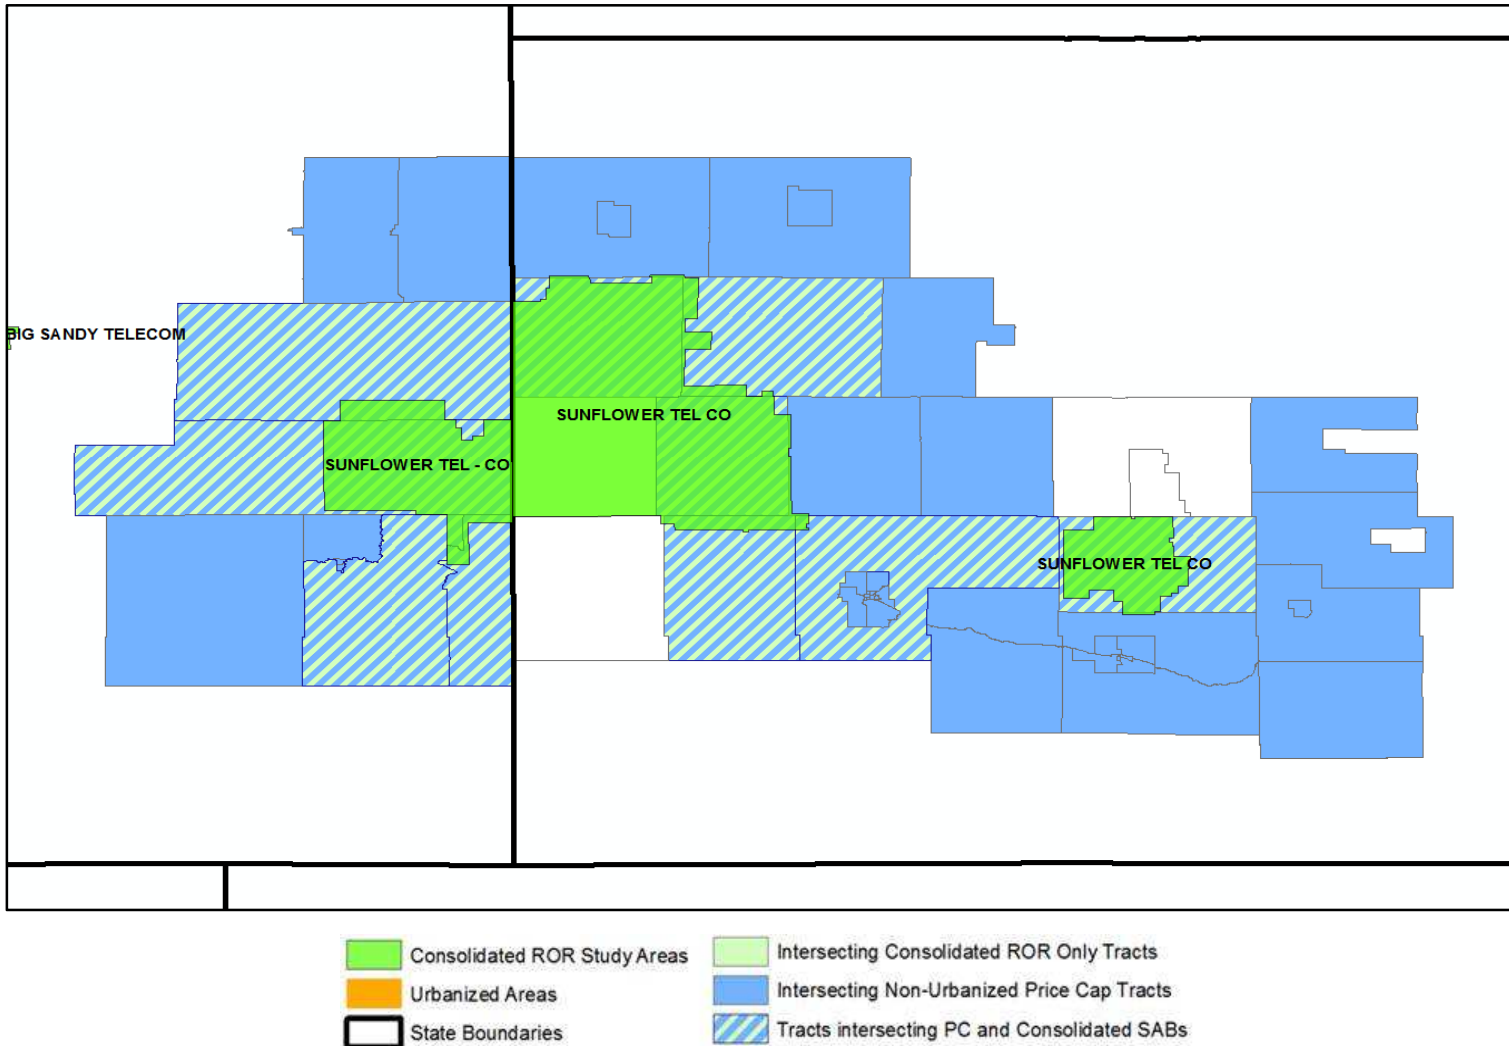 BIG SANDY TELECOM
SUNFLOWER TEL CO
SUNFLOWER TEL - CO
SUNFLOWER TEL CO
Consolidated ROR Study Areas
Urbanized Areas
State Boundaries
Intersecting Consolidated ROR Only Tracts
Intersecting Non-Urbanized Price Cap Tracts
Tracts intersecting PC and Consolidated SABs